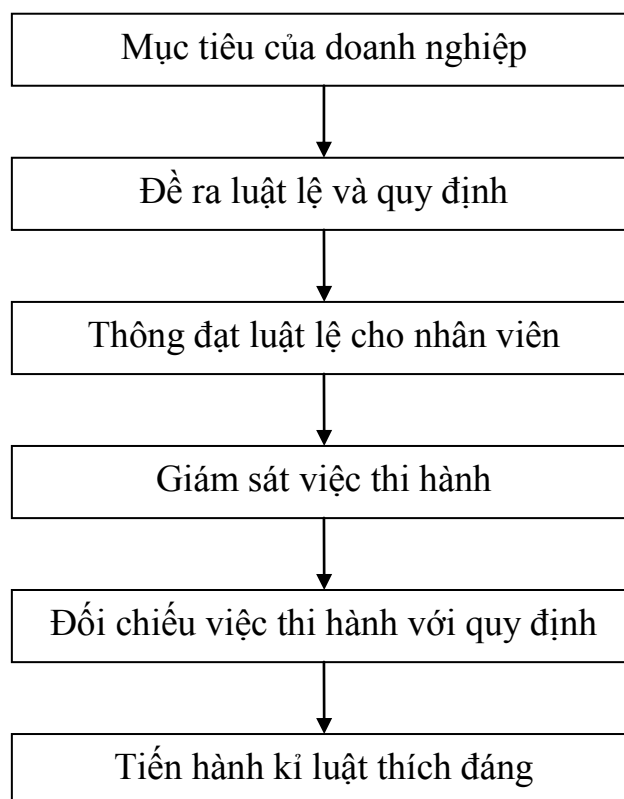 Mục tiêu của doanh nghiệp
Đề ra luật lệ và quy định
Thông đạt luật lệ cho nhân viên
Giám sát việc thi hành
Đối chiếu việc thi hành với quy định
Tiến hành kỉ luật thích đáng